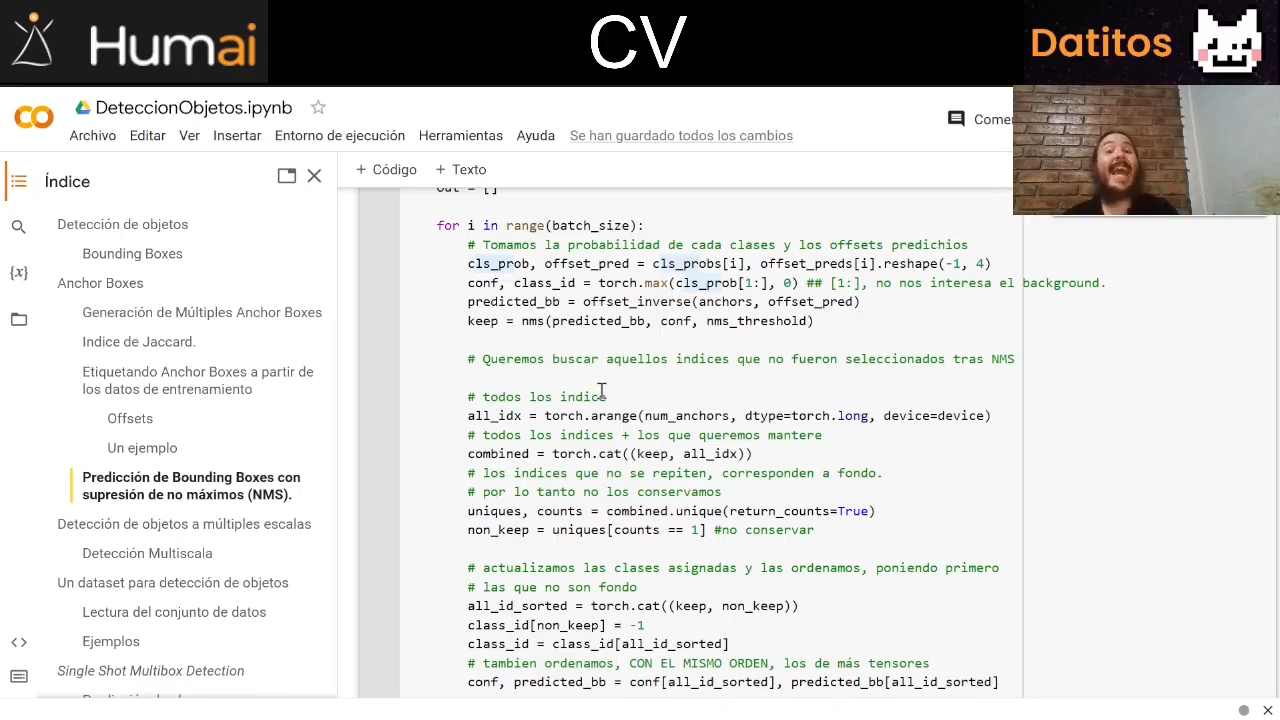 Humai
CV
Datitos
DeteccionObjetos.ipynb
Archivo Editar Ver Insertar Entorno de ejecución Herramientas Ayuda Se han guardado todos los cambios
Índice
Detección de objetos
Bounding Boxes
Anchor Boxes
Generación de Múltiples Anchor Boxes
Indice de Jaccard.
Etiquetando Anchor Boxes a partir de
los datos de entrenamiento
Offsets
Un ejemplo
Predicción de Bounding Boxes con
supresión de no máximos (NMS).
Detección de objetos a múltiples escalas
Detección Multiscala
Un dataset para detección de objetos
Lectura del conjunto de datos
Ejemplos
Single Shot Multibox Detection
+ Código + Texto
out = []
for i in range(batch_size):
# Tomamos la probabilidad de cada clases y los offsets predichios
cls_prob, offset_pred = cls_probs[i], offset_preds[i].reshape(-1, 4)
conf, class_id = torch.max(cls_prob[1:], 0) ## [1:], no nos interesa el background.
predicted_bb = offset_inverse(anchors, offset_pred)
keep = nms(predicted_bb, conf, nms_threshold)
# Queremos buscar aquellos indices que no fueron seleccionados tras NMS
# todos los indice
all_idx = torch.arange(num_anchors, dtype=torch.long, device=device)
# todos los indices + los que queremos mantere
combined = torch.cat((keep, all_idx))
# los indices que no se repiten, corresponden a fondo.
# por lo tanto no los conservamos
uniques, counts = combined.unique(return_counts=True)
non_keep = uniques[counts == 1] #no conservar
# actualizamos las clases asignadas y las ordenamos, poniendo primero
# las que no son fondo
all_id_sorted = torch.cat((keep, non_keep))
class_id[non_keep] = -1
class_id = class_id[all_id_sorted]
# tambien ordenamos, CON EL MISMO ORDEN, los de más tensores
conf, predicted_bb = conf[all_id_sorted], predicted_bb[all_id_sorted]